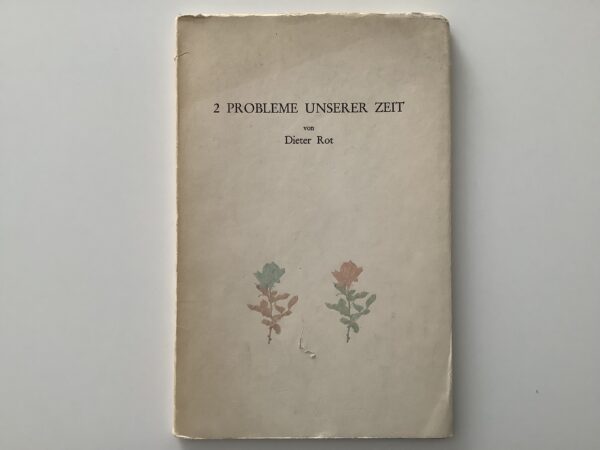 2 PROBLEME UNSERER ZEIT
von
Dieter Rot